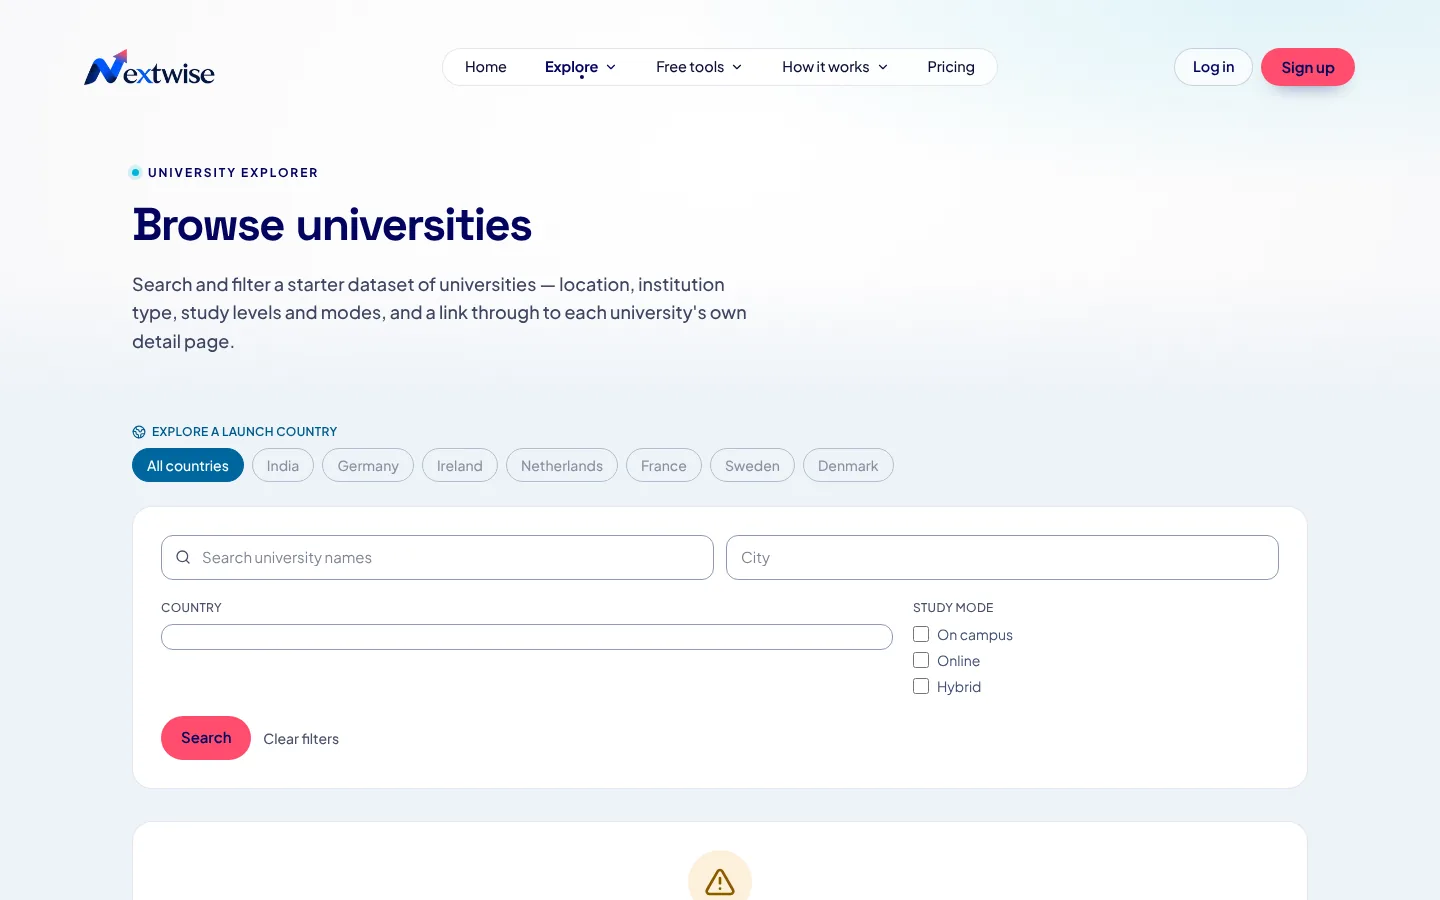 Nextwise
Home
Explore
Free tools
How it works
Pricing
Log in
Sign up
UNIVERSITY EXPLORER
Browse universities
Search and filter a starter dataset of universities — location, institution
type, study levels and modes, and a link through to each university's own
detail page.
EXPLORE A LAUNCH COUNTRY
All countries
India
Germany
Ireland
Netherlands
France
Sweden
Denmark
Search university names
City
COUNTRY
STUDY MODE
On campus
Online
Hybrid
Search
Clear filters